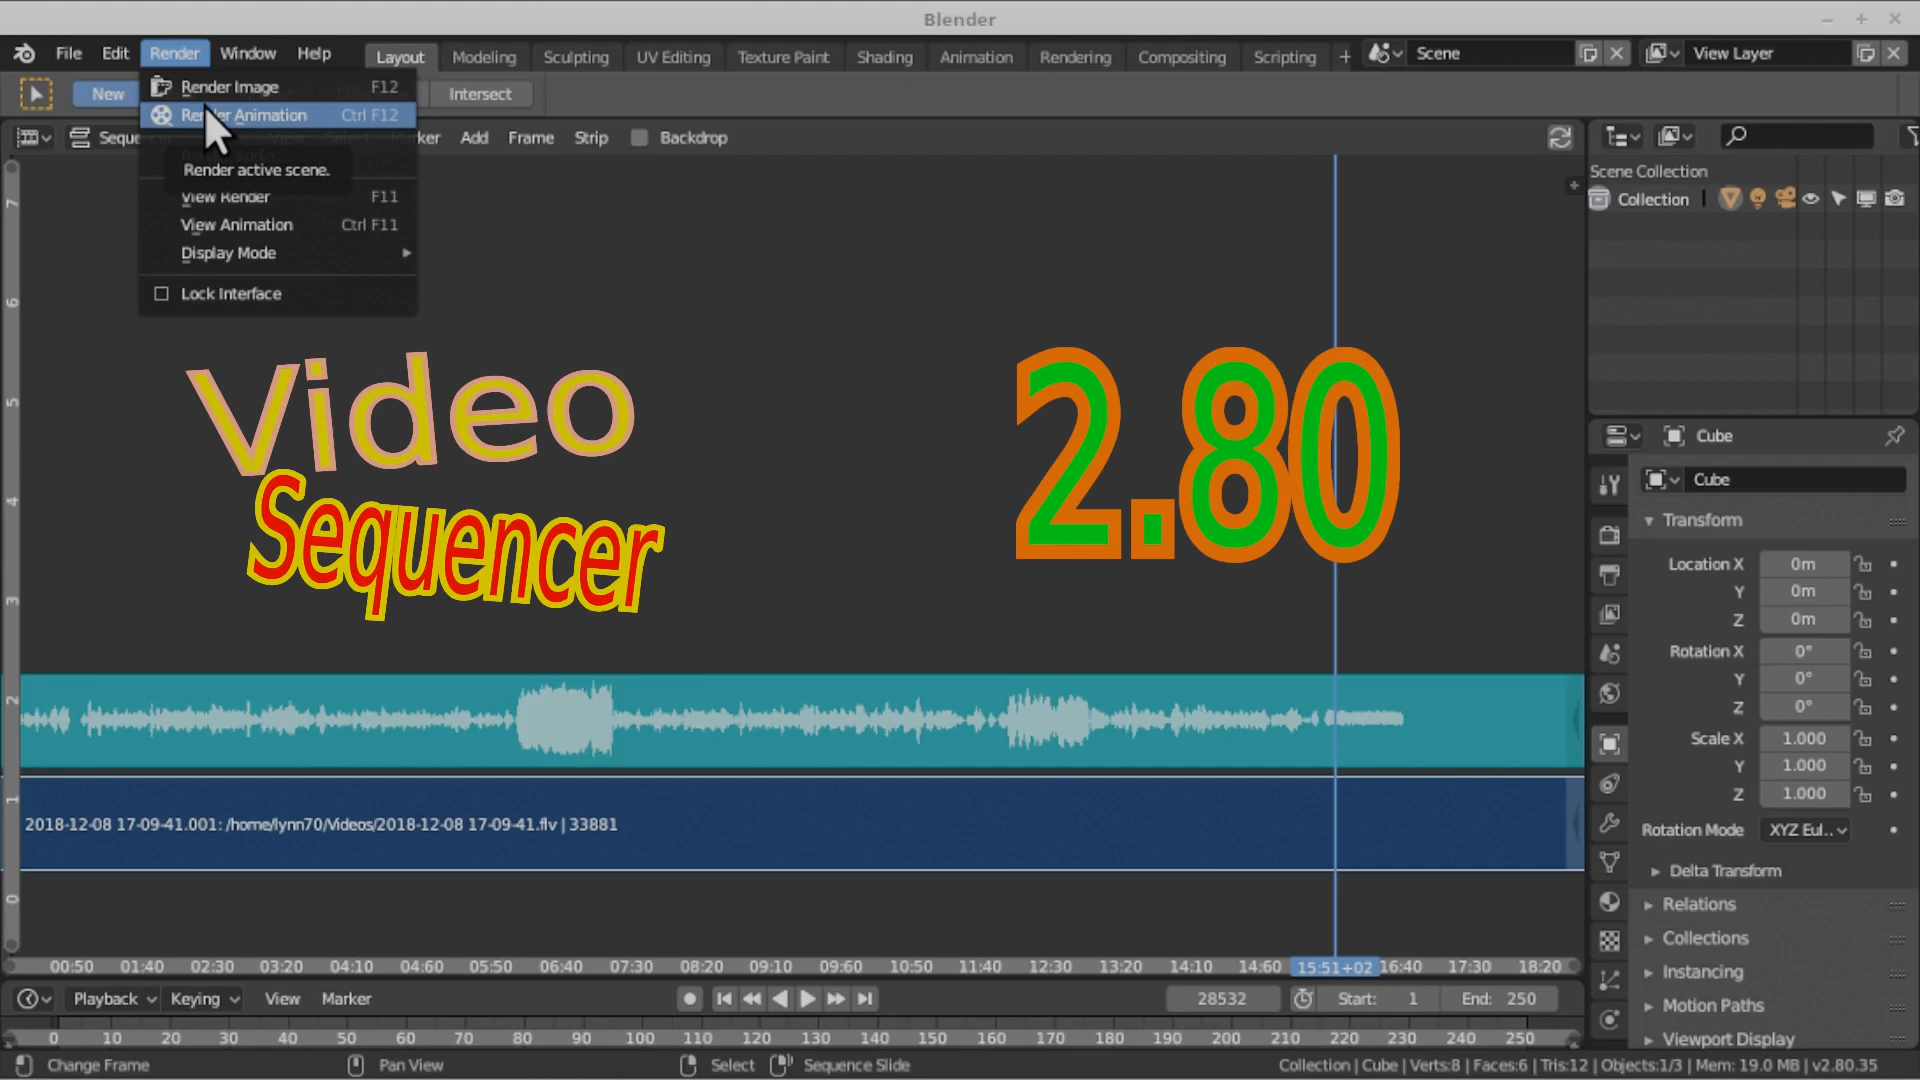 Blender
File Edit Render Window Help Layout Modeling Sculpting UV Editing Texture Paint Shading Animation Rendering Compositing Scripting + Scene View Layer
New Intersect
Render Image F12
Render Animation Ctrl F12
Render active scene.
View Render F11
View Animation Ctrl F11
Display Mode
Lock Interface
Add Frame Strip Backdrop
Scene Collection
Collection
7
6
5
4
3
2
1
0
Video
Sequencer
2.80
2018-12-08 17-09-41.001: /home/lynn70/Videos/2018-12-08 17-09-41.flv | 33881
Cube
Cube
Transform
Location X 0m
Y 0m
Z 0m
Rotation X 0°
Y 0°
Z 0°
Scale X 1.000
Y 1.000
Z 1.000
Rotation Mode XYZ Eul..
Delta Transform
Relations
Collections
Instancing
Motion Paths
Viewport Display
00:50 01:40 02:30 03:20 04:10 04:60 05:50 06:40 07:30 08:20 09:10 09:60 10:50 11:40 12:30 13:20 14:10 14:60 15:51+02 16:40 17:30 18:20
Playback Keying View Marker 28532 Start: 1 End: 250
0 10 20 30 40 50 60 70 80 90 100 110 120 130 140 150 160 170 180 190 200 210 220 230 240 250
Change Frame Pan View Select Sequence Slide Collection | Cube | Verts:8 | Faces:6 | Tris:12 | Objects:1/3 | Mem: 19.0 MB | v2.80.35